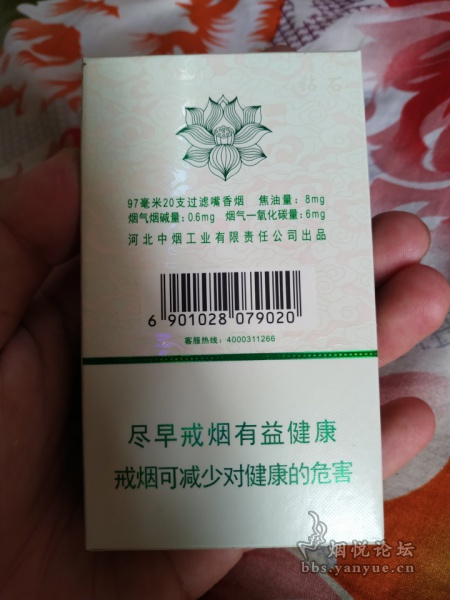 钻石
97毫米20支过滤嘴香烟 焦油量：8mg
烟气烟碱量：0.6mg 烟气一氧化碳量：6mg
河北中烟工业有限责任公司出品
6 901028 079020
客服热线：4000311266
尽早戒烟有益健康
戒烟可减少对健康的危害
烟悦论坛
bbs.yanyue.cn